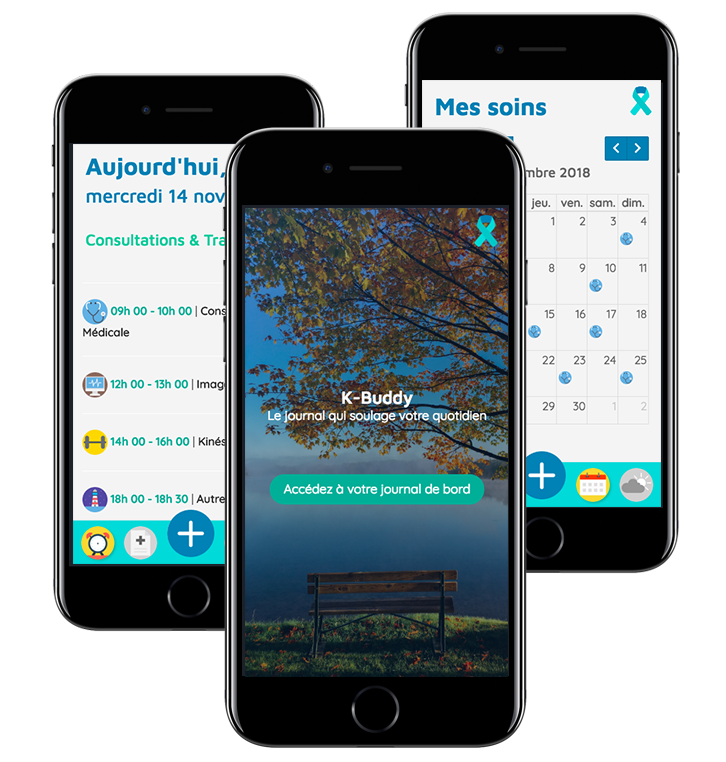 Aujourd'hui,
mercredi 14 nov
Consultations & Tra
09h 00 - 10h 00 | Cons
Médicale
12h 00 - 13h 00 | Imag
14h 00 - 16h 00 | Kinés
18h 00 - 18h 30 | Autre
K-Buddy
Le journal qui soulage votre quotidien
Accédez à votre journal de bord
Mes soins
mbre 2018
jeu. ven. sam. dim.
1 2 3 4
8 9 10 11
15 16 17 18
22 23 24 25
29 30 1 2